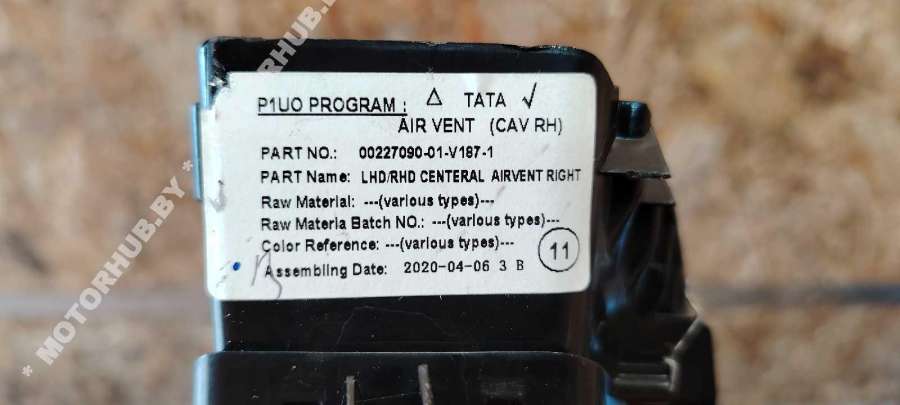 P1UO PROGRAM: △ TATA √
AIR VENT (CAV RH)
PART NO.: 00227090-01-V187-1
PART Name: LHD/RHD CENTERAL AIRVENT RIGHT
Raw Material: ---(various types)---
Raw Materia Batch NO.: ---(various types)---
Color Reference: ---(various types)---
Assembling Date: 2020-04-06 3 B
11
* MOTORHUB.BY *
* MOTORHUB.BY *